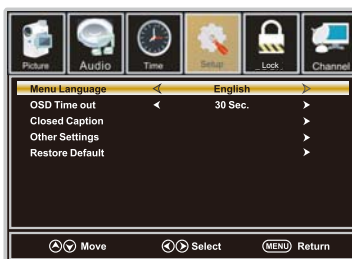 Picture Audio Time Setup Lock Channel
Menu Language English
OSD Time out 30 Sec.
Closed Caption
Other Settings
Restore Default
Move Select MENU Return